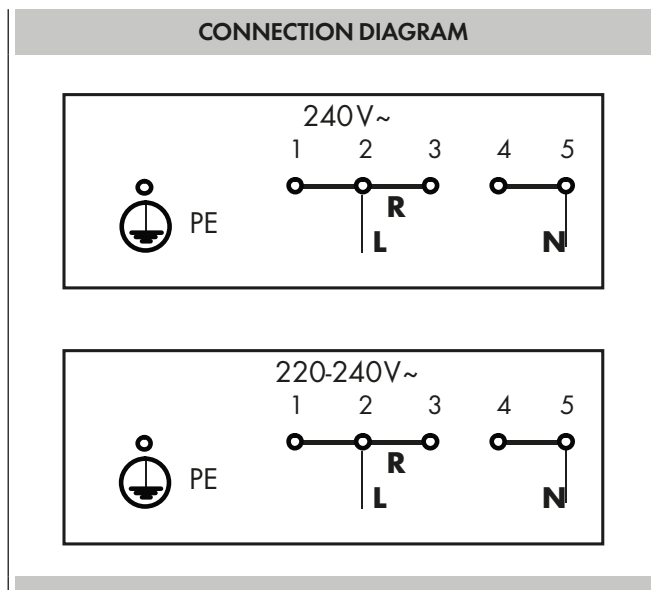 CONNECTION DIAGRAM
240V~
1 2 3 4 5
R
PE
L N
220-240V~
1 2 3 4 5
R
PE
L N